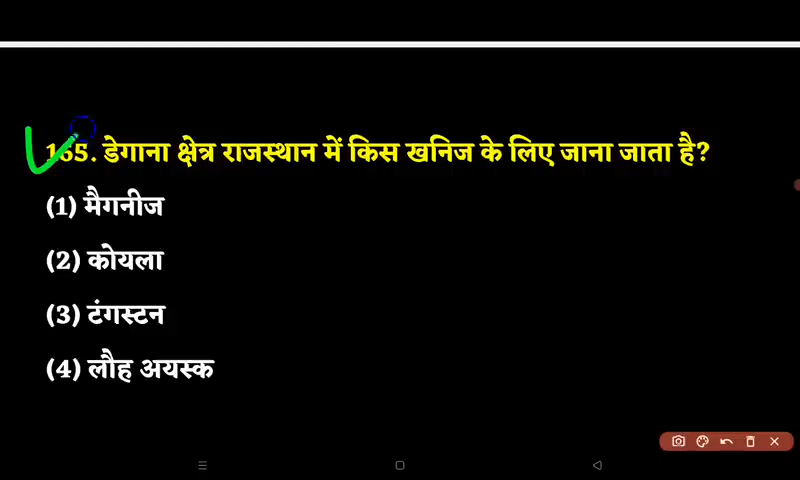 165. डेगाना क्षेत्र राजस्थान में किस खनिज के लिए जाना जाता है?
(1) मैगनीज
(2) कोयला
(3) टंगस्टन
(4) लौह अयस्क